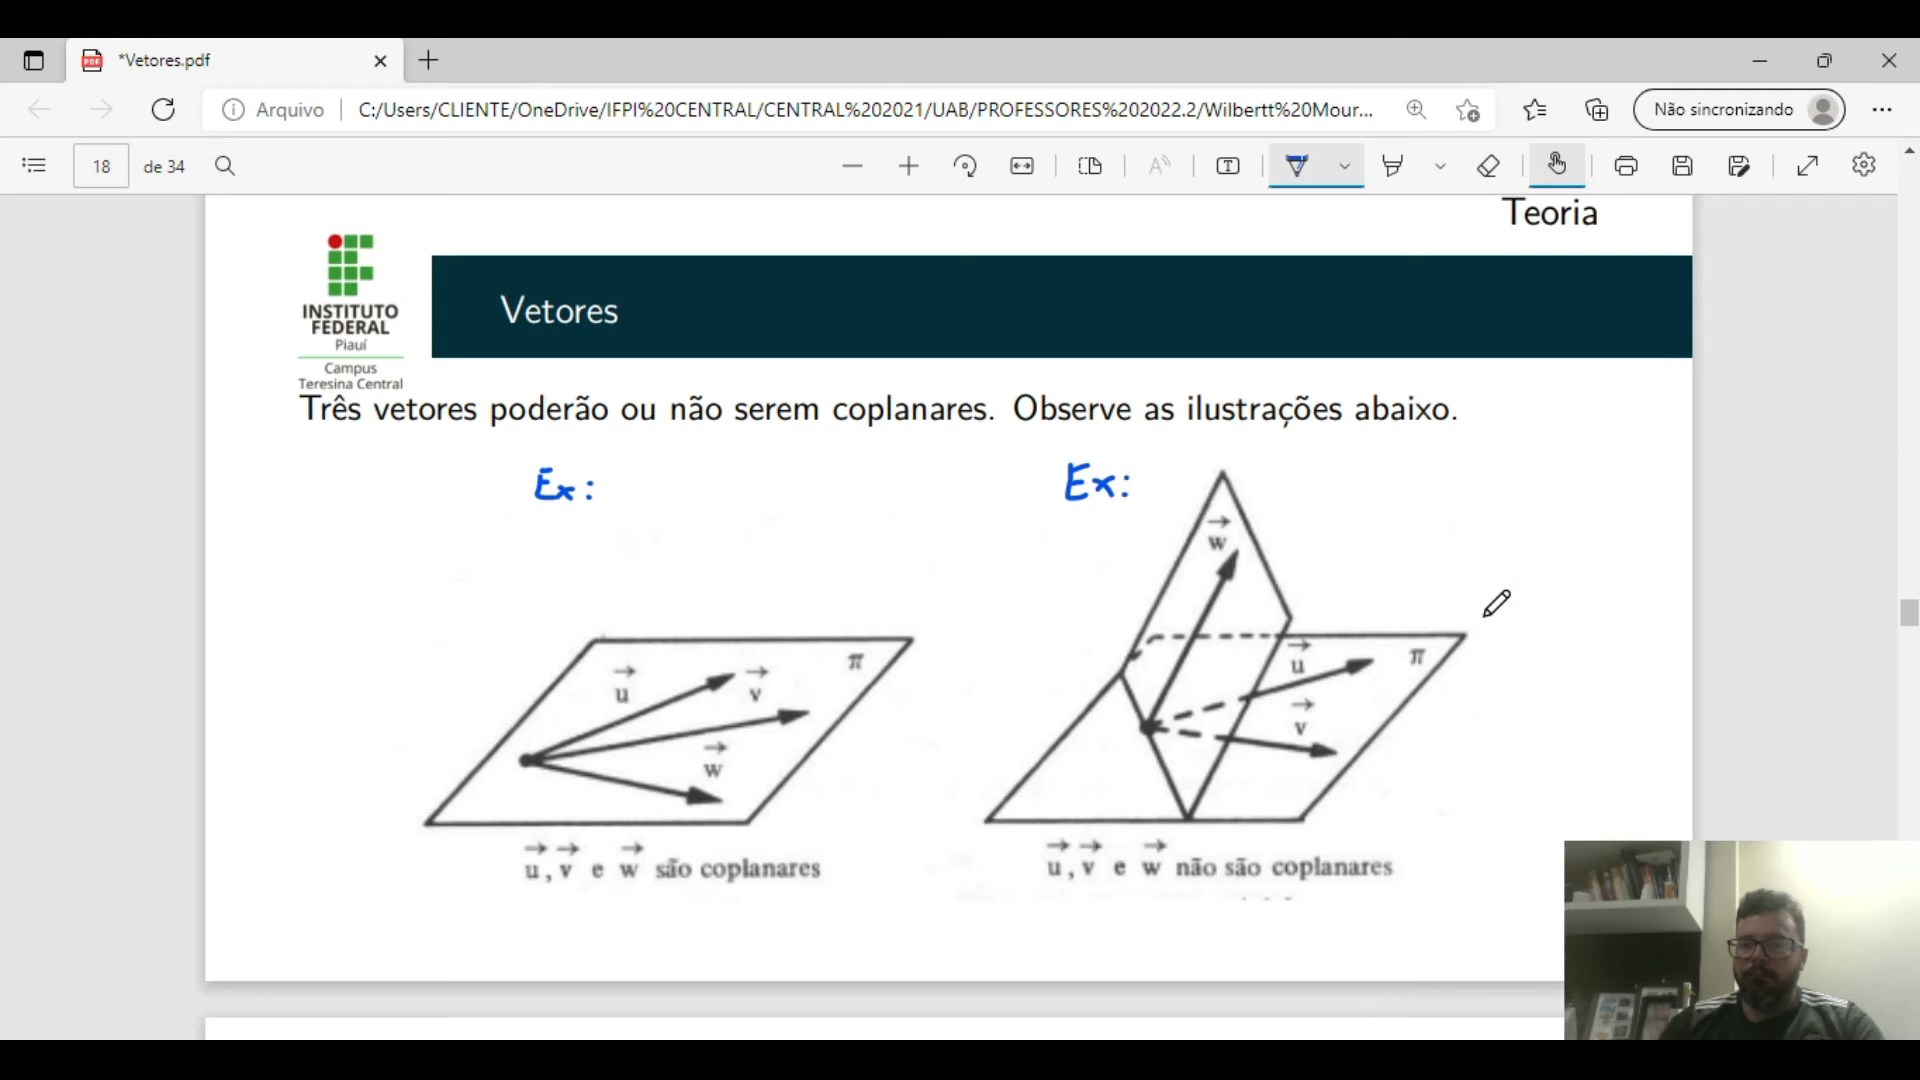 *Vetores.pdf
Arquivo
C:/Users/CLIENTE/OneDrive/IFPI%20CENTRAL/CENTRAL%202021/UAB/PROFESSORES%202022.2/Wilbertt%20Mour...
Não sincronizando
18 de 34
Teoria
INSTITUTO
FEDERAL
Piauí
Campus
Teresina Central
Vetores
Três vetores poderão ou não serem coplanares. Observe as ilustrações abaixo.
Ex:
Ex:
w
u
v
w
π
u
v
π
u, v e w são coplanares
u, v e w não são coplanares